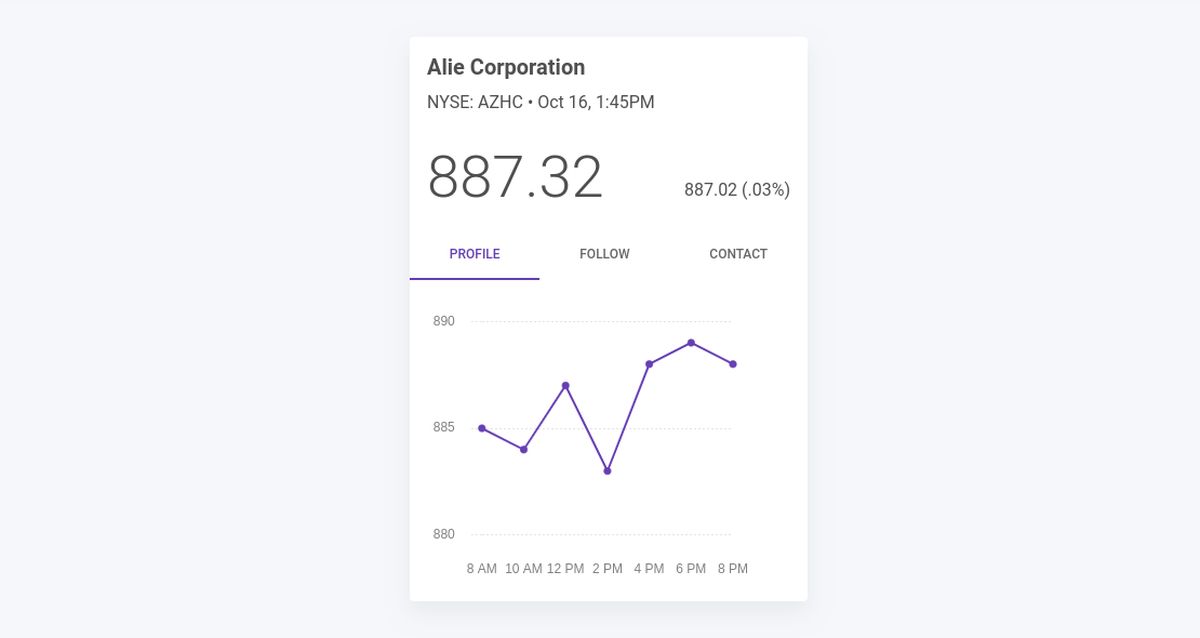 Alie Corporation
NYSE: AZHC • Oct 16, 1:45PM
887.32
887.02 (.03%)
PROFILE FOLLOW CONTACT
890
885
880
8 AM 10 AM 12 PM 2 PM 4 PM 6 PM 8 PM